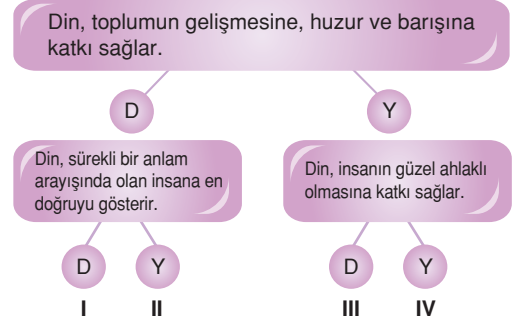 Din, toplumun gelişmesine, huzur ve barışına
katkı sağlar.
D
Y
Din, sürekli bir anlam
arayışında olan insana en
doğruyu gösterir.
Din, insanın güzel ahlaklı
olmasına katkı sağlar.
D
Y
D
Y
I
II
III
IV